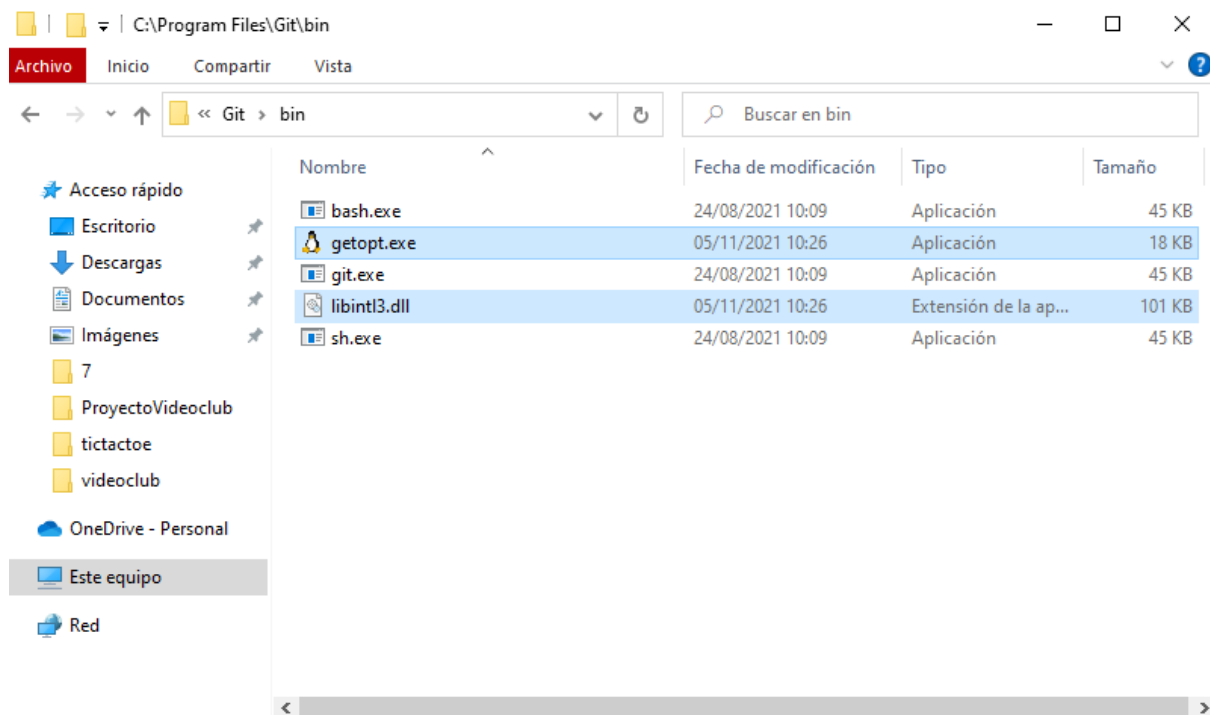 C:\Program Files\Git\bin
Archivo Inicio Compartir Vista
« Git > bin Buscar en bin
Nombre Fecha de modificación Tipo Tamaño
Acceso rápido
Escritorio
Descargas
Documentos
Imágenes
7
ProyectoVideoclub
tictactoe
videoclub
OneDrive - Personal
Este equipo
Red
bash.exe 24/08/2021 10:09 Aplicación 45 KB
getopt.exe 05/11/2021 10:26 Aplicación 18 KB
git.exe 24/08/2021 10:09 Aplicación 45 KB
libintl3.dll 05/11/2021 10:26 Extensión de la ap... 101 KB
sh.exe 24/08/2021 10:09 Aplicación 45 KB